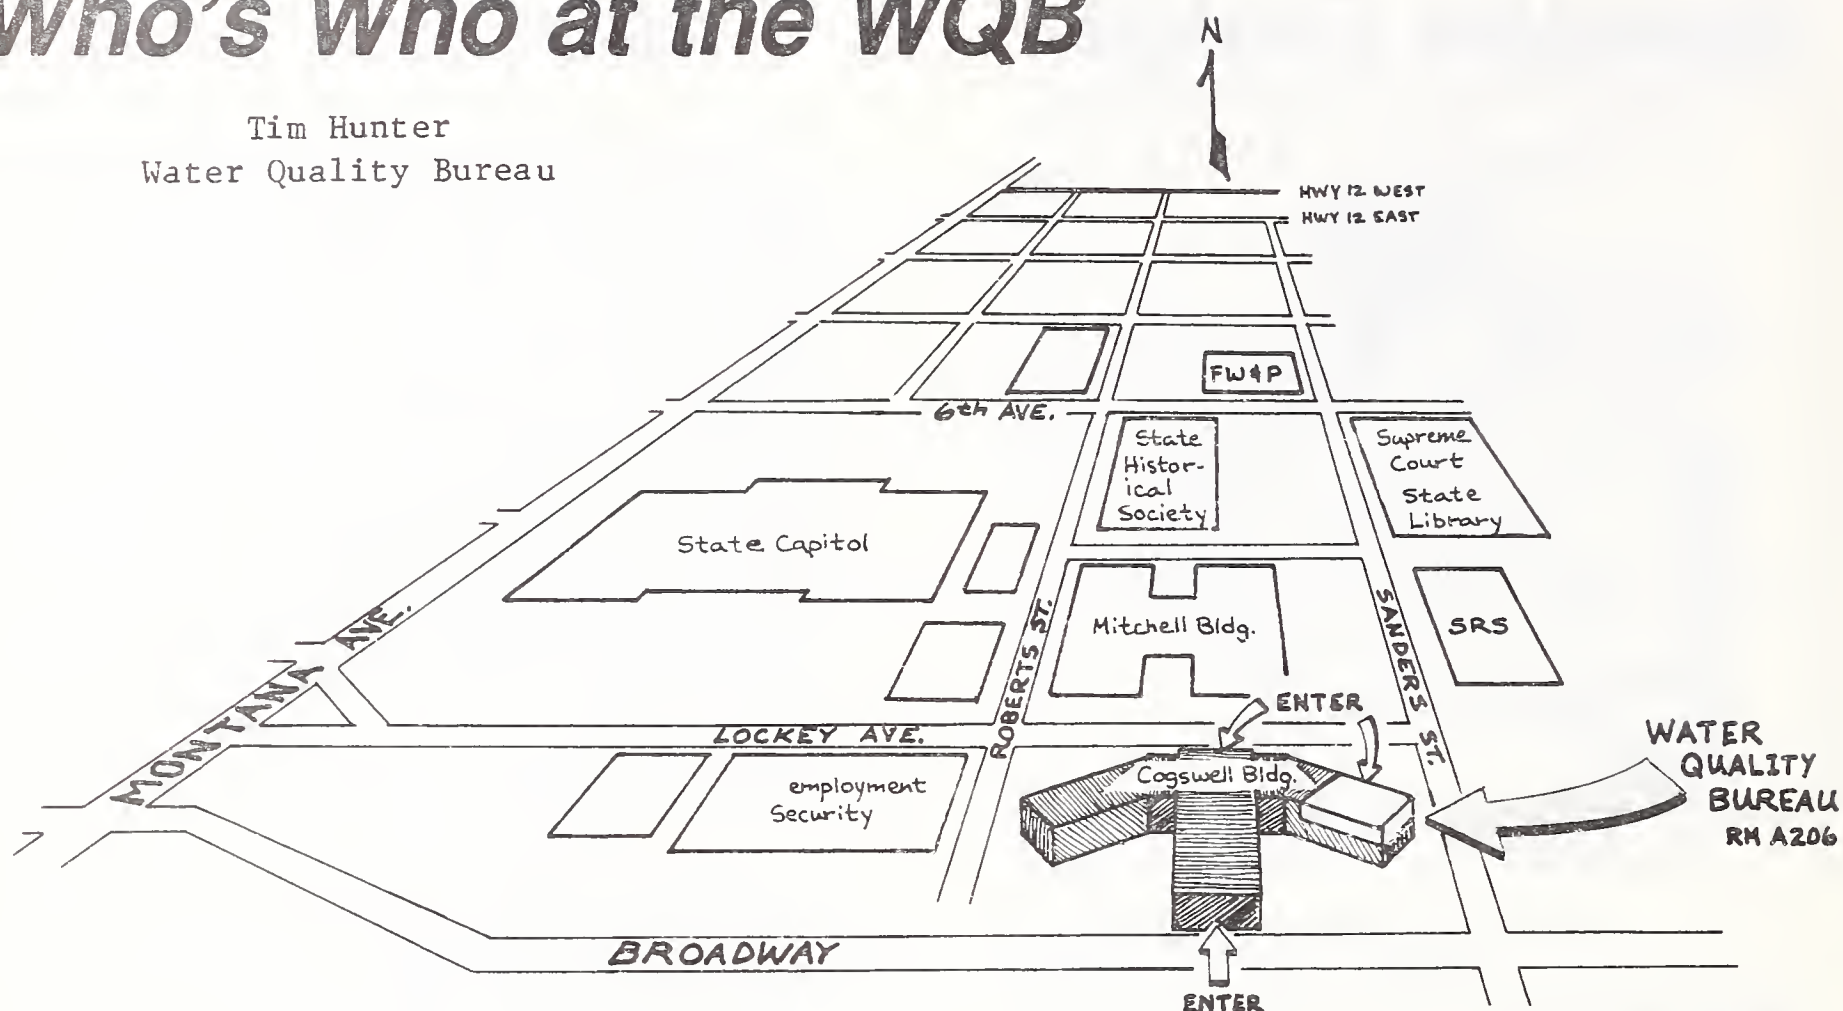 Who's Who at the WQB
Tim Hunter
Water Quality Bureau
N
HWY 12 WEST
HWY 12 EAST
FW&P
6th AVE.
State
Histor-
ical
Society
Supreme
Court
State
Library
State Capitol
MONTANA AVE.
ROBERTS ST.
Mitchell Bldg.
SANDERS ST.
SRS
ENTER
LOCKEY AVE.
Cogswell Bldg.
employment
Security
WATER
QUALITY
BUREAU
RM A206
BROADWAY
ENTER